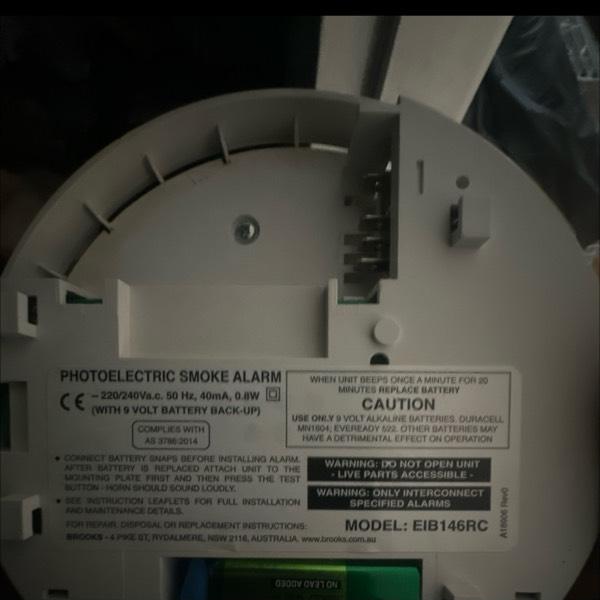 PHOTOELECTRIC SMOKE ALARM
CE ~ 220/240Va.c. 50 Hz, 40mA, 0.8W
(WITH 9 VOLT BATTERY BACK-UP)
COMPLIES WITH
AS 3786:2014
• CONNECT BATTERY SNAPS BEFORE INSTALLING ALARM.
AFTER BATTERY IS REPLACED ATTACH UNIT TO THE
MOUNTING PLATE FIRST AND THEN PRESS THE TEST
BUTTON - HORN SHOULD SOUND LOUDLY.
• SEE INSTRUCTION LEAFLETS FOR FULL INSTALLATION
AND MAINTENANCE DETAILS.
FOR REPAIR, DISPOSAL OR REPLACEMENT INSTRUCTIONS:
BROOKS - 4 PIKE ST, RYDALMERE, NSW 2116, AUSTRALIA. www.brooks.com.au
WHEN UNIT BEEPS ONCE A MINUTE FOR 20
MINUTES REPLACE BATTERY
CAUTION
USE ONLY 9 VOLT ALKALINE BATTERIES. DURACELL
MN1604; EVEREADY 522. OTHER BATTERIES MAY
HAVE A DETRIMENTAL EFFECT ON OPERATION
WARNING: DO NOT OPEN UNIT
- LIVE PARTS ACCESSIBLE -
WARNING: ONLY INTERCONNECT
SPECIFIED ALARMS
MODEL: EIB146RC
A16906 Rev0
NO LEAD ADDED